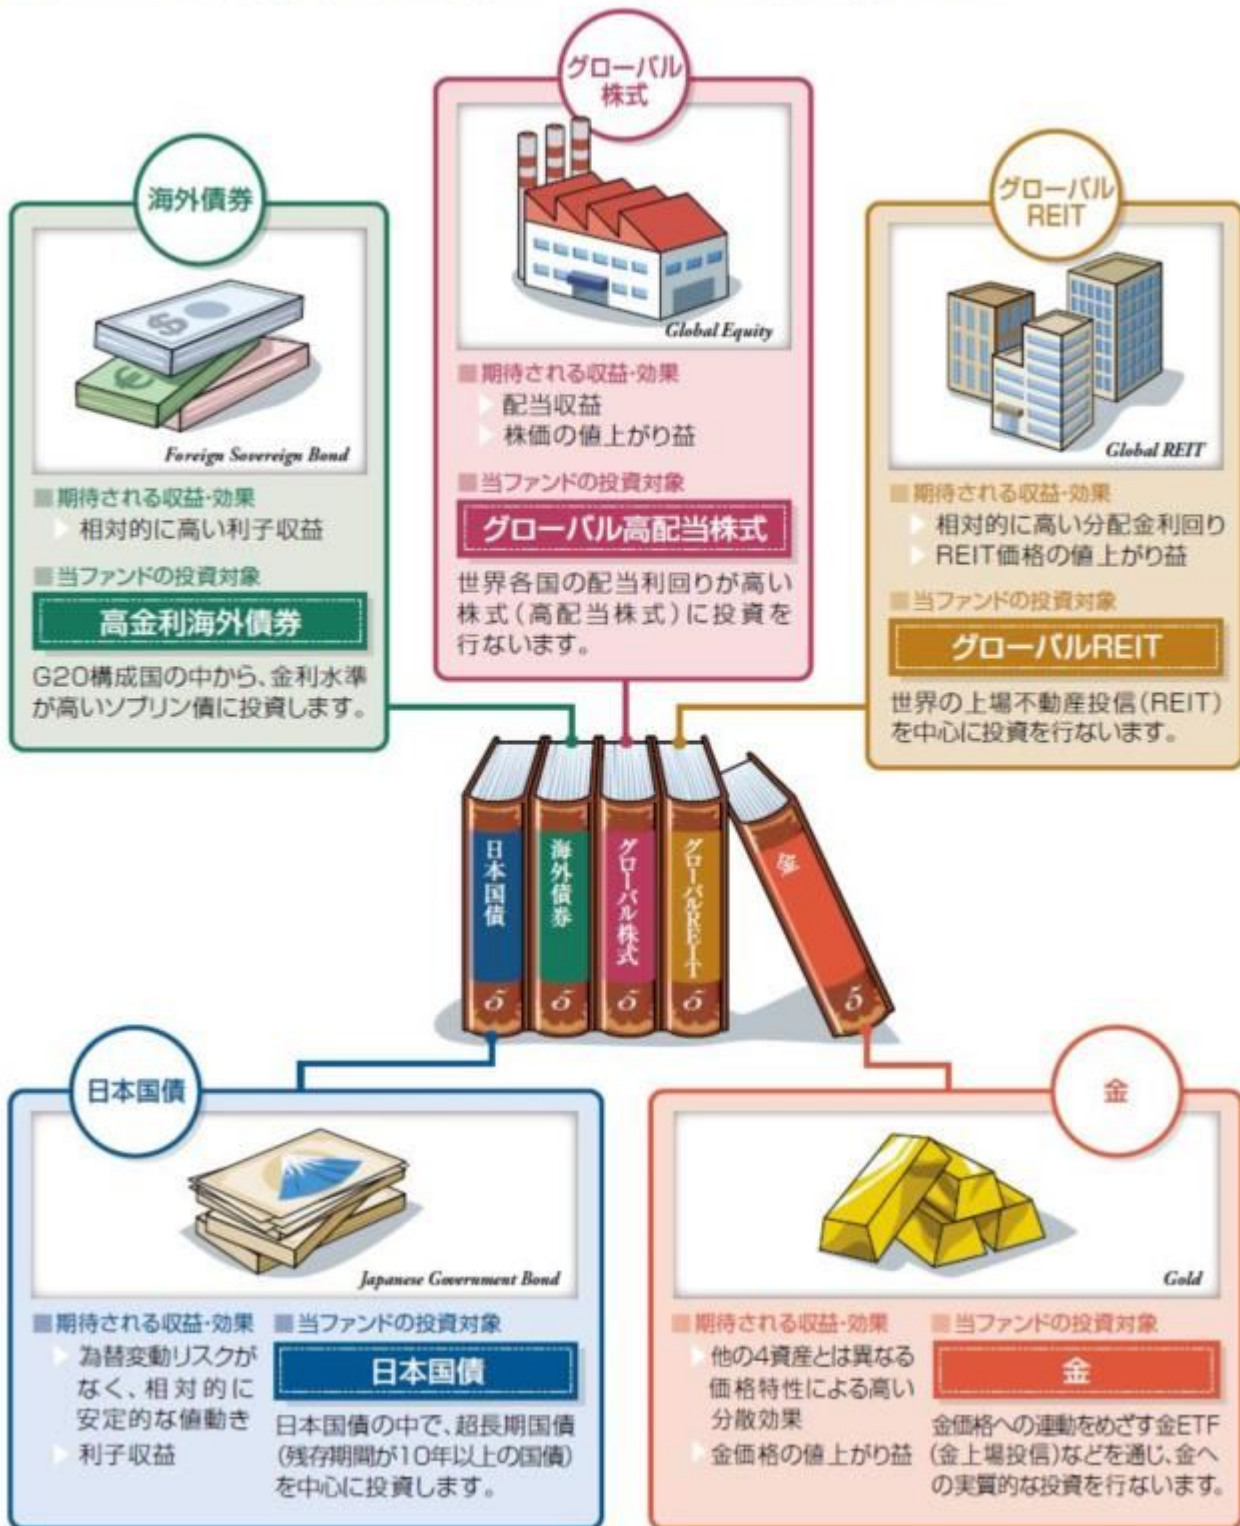 グローバル
株式
Global Equity
■期待される収益・効果
配当収益
株価の値上がり益
■当ファンドの投資対象
グローバル高配当株式
世界各国の配当利回りが高い
株式(高配当株式)に投資を
行ないます。
海外債券
Foreign Sovereign Bond
■期待される収益・効果
相対的に高い利子収益
■当ファンドの投資対象
高金利海外債券
G20構成国の中から、金利水準
が高いソブリン債に投資します。
グローバル
REIT
Global REIT
■期待される収益・効果
相対的に高い分配金利回り
REIT価格の値上がり益
■当ファンドの投資対象
グローバルREIT
世界の上場不動産投信(REIT)
を中心に投資を行ないます。
日本国債
5
海外債券
5
グローバル株式
5
グローバルREIT
5
金
5
日本国債
Japanese Government Bond
■期待される収益・効果
為替変動リスクが
なく、相対的に
安定的な値動き
利子収益
■当ファンドの投資対象
日本国債
日本国債の中で、超長期国債
(残存期間が10年以上の国債)
を中心に投資します。
金
Gold
■期待される収益・効果
他の4資産とは異なる
価格特性による高い
分散効果
金価格の値上がり益
■当ファンドの投資対象
金
金価格への連動をめざす金ETF
(金上場投信)などを通じ、金へ
の実質的な投資を行ないます。